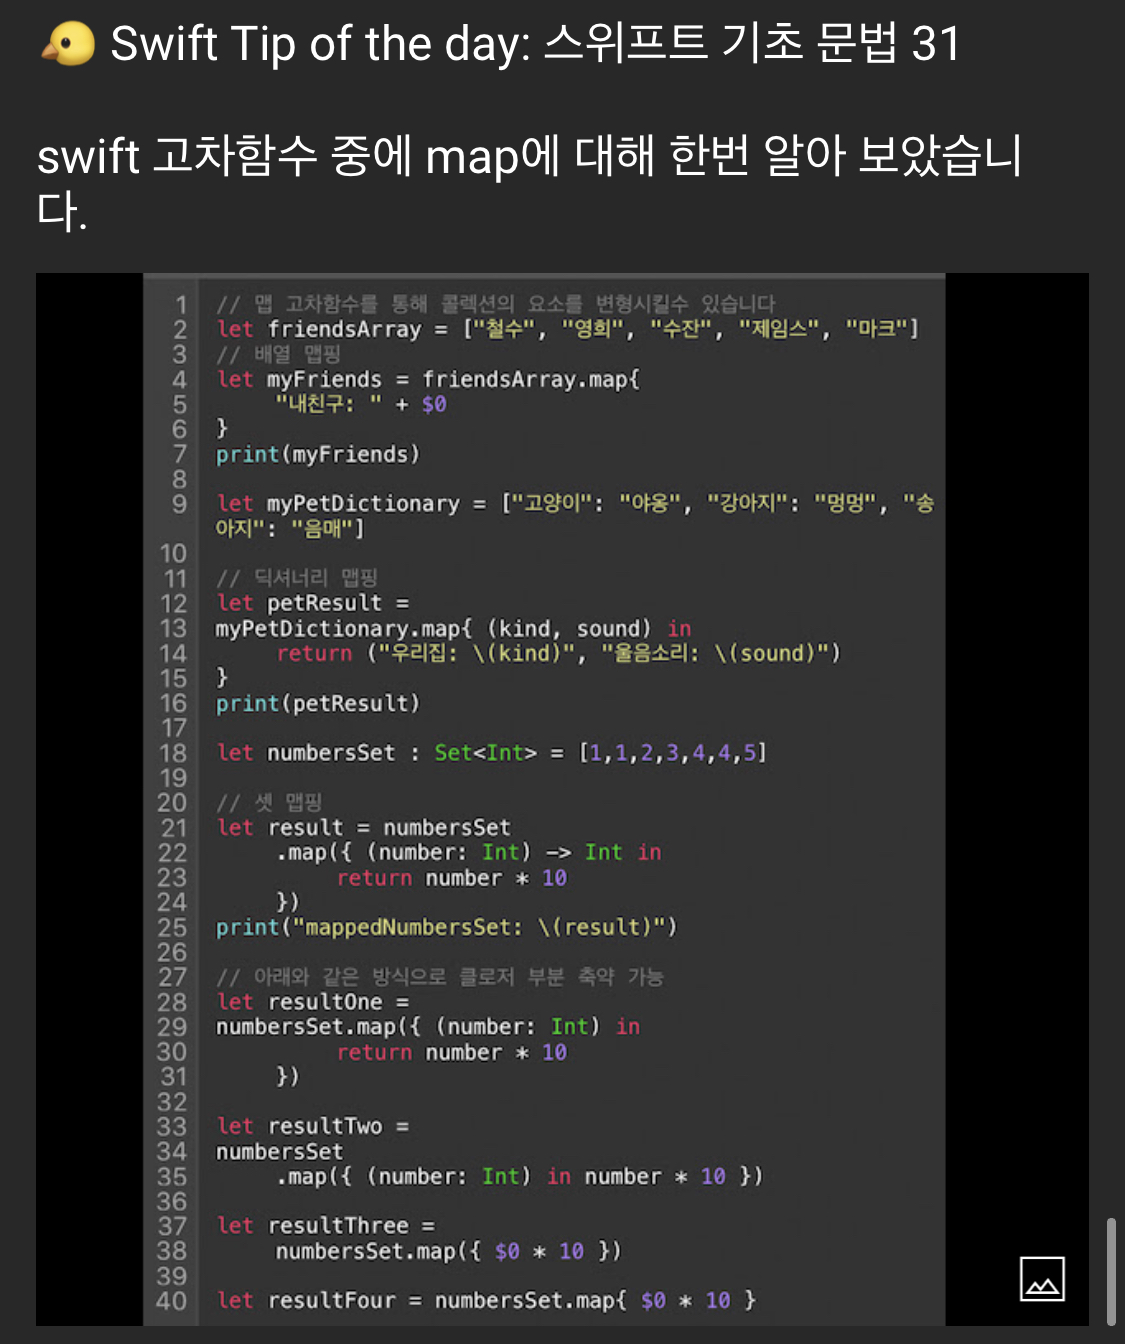 🐤 Swift Tip of the day: 스위프트 기초 문법 31
swift 고차함수 중에 map에 대해 한번 알아 보았습니
다.
1 // 맵 고차함수를 통해 콜렉션의 요소를 변형시킬수 있습니다
2 let friendsArray = ["철수", "영희", "수잔", "제임스", "마크"]
3 // 배열 맵핑
4 let myFriends = friendsArray.map{
5 "내친구: " + $0
6 }
7 print(myFriends)
8
9 let myPetDictionary = ["고양이": "야옹", "강아지": "멍멍", "송
아지": "음매"]
10
11 // 딕셔너리 맵핑
12 let petResult =
13 myPetDictionary.map{ (kind, sound) in
14 return ("우리집: \(kind)", "울음소리: \(sound)")
15 }
16 print(petResult)
17
18 let numbersSet : Set<Int> = [1,1,2,3,4,4,5]
19
20 // 셋 맵핑
21 let result = numbersSet
22 .map({ (number: Int) -> Int in
23 return number * 10
24 })
25 print("mappedNumbersSet: \(result)")
26
27 // 아래와 같은 방식으로 클로저 부분 축약 가능
28 let resultOne =
29 numbersSet.map({ (number: Int) in
30 return number * 10
31 })
32
33 let resultTwo =
34 numbersSet
35 .map({ (number: Int) in number * 10 })
36
37 let resultThree =
38 numbersSet.map({ $0 * 10 })
39
40 let resultFour = numbersSet.map{ $0 * 10 }